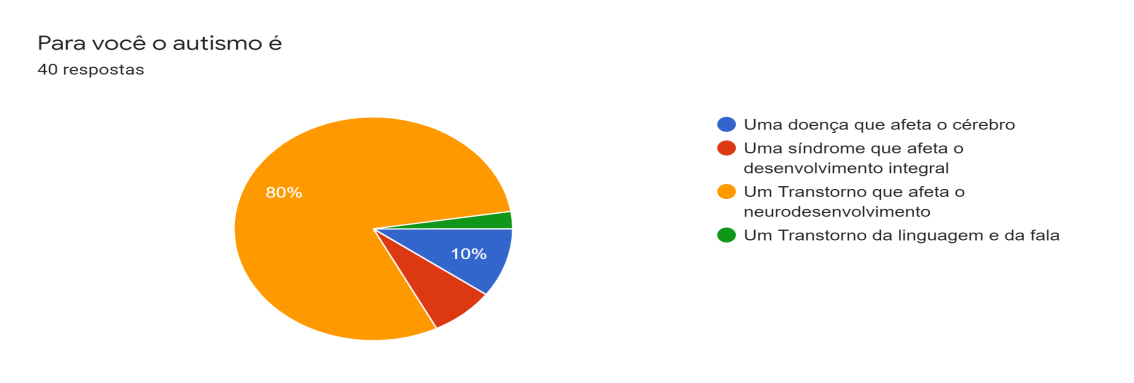 Para você o autismo é
40 respostas
80%
10%
Uma doença que afeta o cérebro
Uma síndrome que afeta o
desenvolvimento integral
Um Transtorno que afeta o
neurodesenvolvimento
Um Transtorno da linguagem e da fala